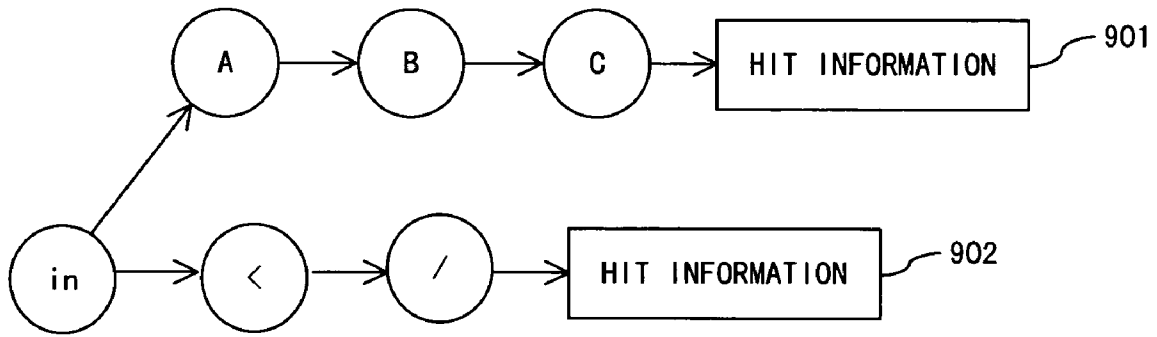 A B C HIT INFORMATION 901
in < / HIT INFORMATION 902